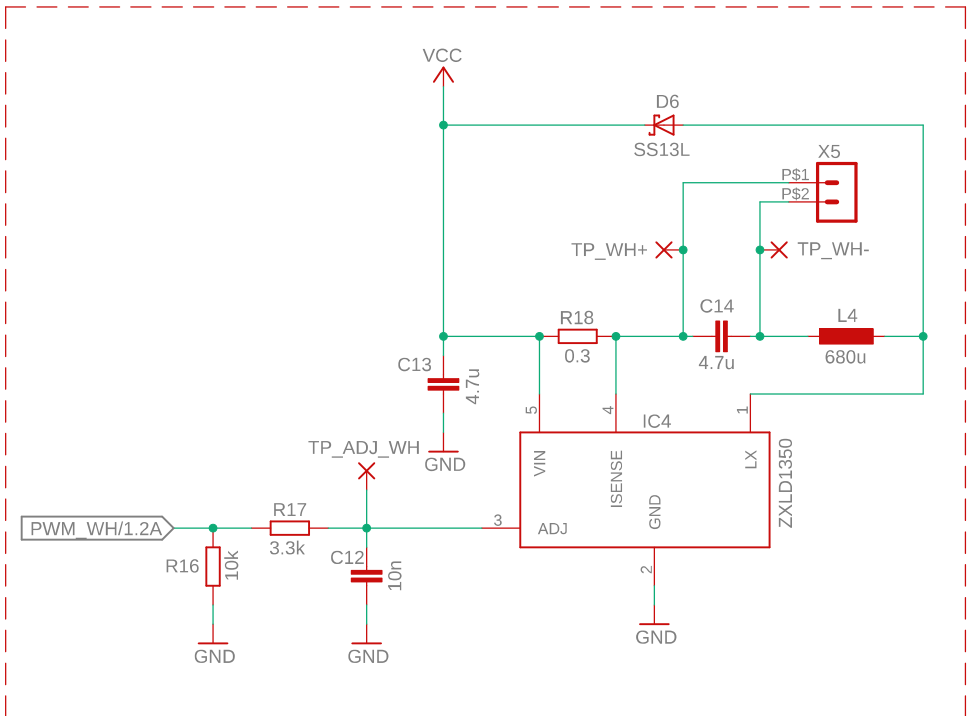 VCC
D6
SS13L
X5
P$1
P$2
TP_WH+
TP_WH-
R18
0.3
C14
4.7u
L4
680u
C13
4.7u
GND
5
4
1
IC4
VIN
ISENSE
LX
GND
ADJ
ZXLD1350
TP_ADJ_WH
PWM_WH/1.2A
R17
3.3k
3
R16
10k
C12
10n
2
GND
GND
GND